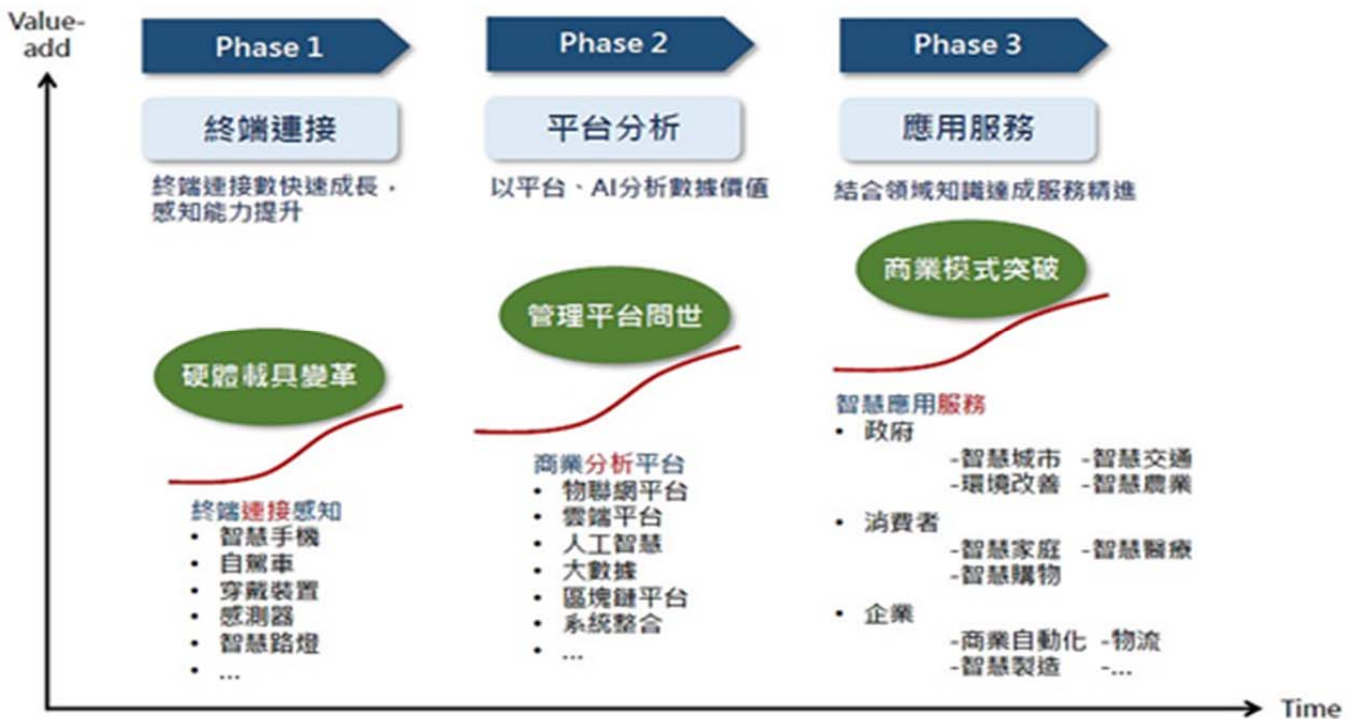 Value-
add
Phase 1
Phase 2
Phase 3
終端連接
平台分析
應用服務
終端連接數快速成長，
感知能力提升
以平台、AI分析數據價值
結合領域知識達成服務精進
硬體載具變革
管理平台問世
商業模式突破
終端連接感知
• 智慧手機
• 自駕車
• 穿戴裝置
• 感測器
• 智慧路燈
• ...
商業分析平台
• 物聯網平台
• 雲端平台
• 人工智慧
• 大數據
• 區塊鏈平台
• 系統整合
• ...
智慧應用服務
• 政府
-智慧城市 -智慧交通
-環境改善 -智慧農業
• 消費者
-智慧家庭 -智慧醫療
-智慧購物
• 企業
-商業自動化 -物流
-智慧製造 -...
Time